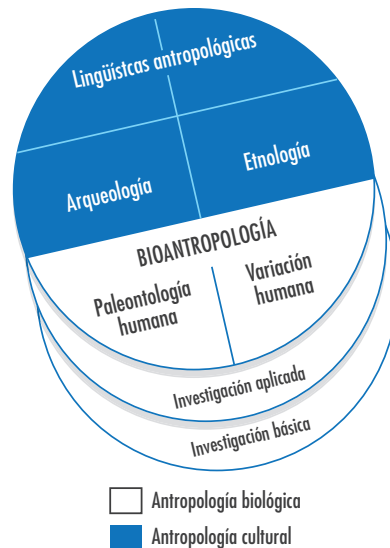 Lingüístcas antropológicas
Arqueología
Etnología
BIOANTROPOLOGÍA
Paleontología
humana
Variación
humana
Investigación aplicada
Investigación básica
Antropología biológica
Antropología cultural